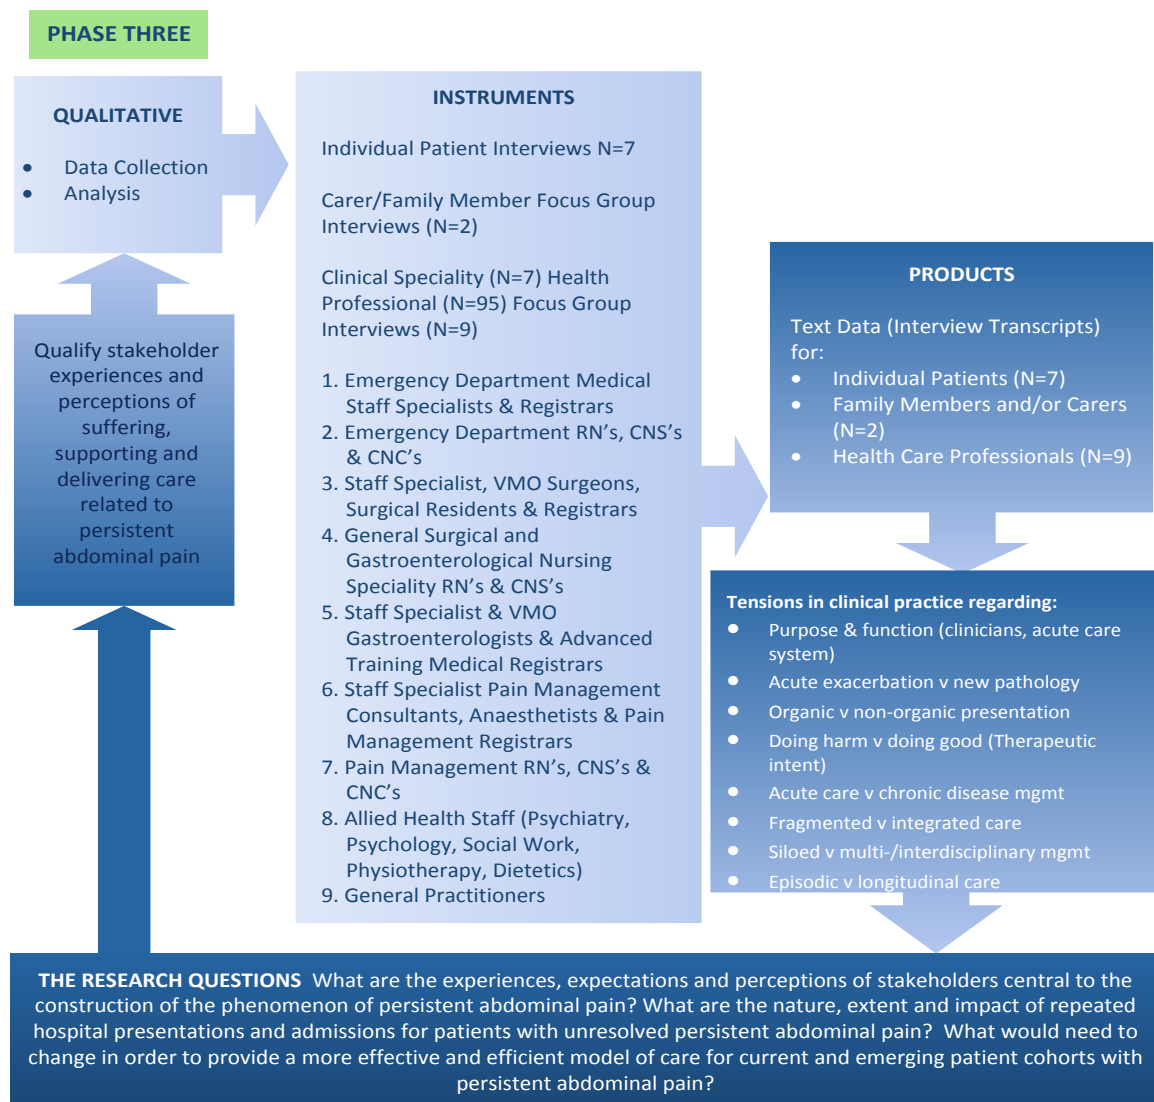 PHASE THREE
QUALITATIVE
• Data Collection
• Analysis
Qualify stakeholder
experiences and
perceptions of
suffering,
supporting and
delivering care
related to
persistent
abdominal pain
INSTRUMENTS
Individual Patient Interviews N=7
Carer/Family Member Focus Group
Interviews (N=2)
Clinical Speciality (N=7) Health
Professional (N=95) Focus Group
Interviews (N=9)
1. Emergency Department Medical
Staff Specialists & Registrars
2. Emergency Department RN’s, CNS’s
& CNC’s
3. Staff Specialist, VMO Surgeons,
Surgical Residents & Registrars
4. General Surgical and
Gastroenterological Nursing
Speciality RN’s & CNS’s
5. Staff Specialist & VMO
Gastroenterologists & Advanced
Training Medical Registrars
6. Staff Specialist Pain Management
Consultants, Anaesthetists & Pain
Management Registrars
7. Pain Management RN’s, CNS’s &
CNC’s
8. Allied Health Staff (Psychiatry,
Psychology, Social Work,
Physiotherapy, Dietetics)
9. General Practitioners
PRODUCTS
Text Data (Interview Transcripts)
for:
• Individual Patients (N=7)
• Family Members and/or Carers
(N=2)
• Health Care Professionals (N=9)
Tensions in clinical practice regarding:
• Purpose & function (clinicians, acute care
system)
• Acute exacerbation v new pathology
• Organic v non-organic presentation
• Doing harm v doing good (Therapeutic
intent)
• Acute care v chronic disease mgmt
• Fragmented v integrated care
• Siloed v multi-/interdisciplinary mgmt
• Episodic v longitudinal care
THE RESEARCH QUESTIONS What are the experiences, expectations and perceptions of stakeholders central to the
construction of the phenomenon of persistent abdominal pain? What are the nature, extent and impact of repeated
hospital presentations and admissions for patients with unresolved persistent abdominal pain? What would need to
change in order to provide a more effective and efficient model of care for current and emerging patient cohorts with
persistent abdominal pain?